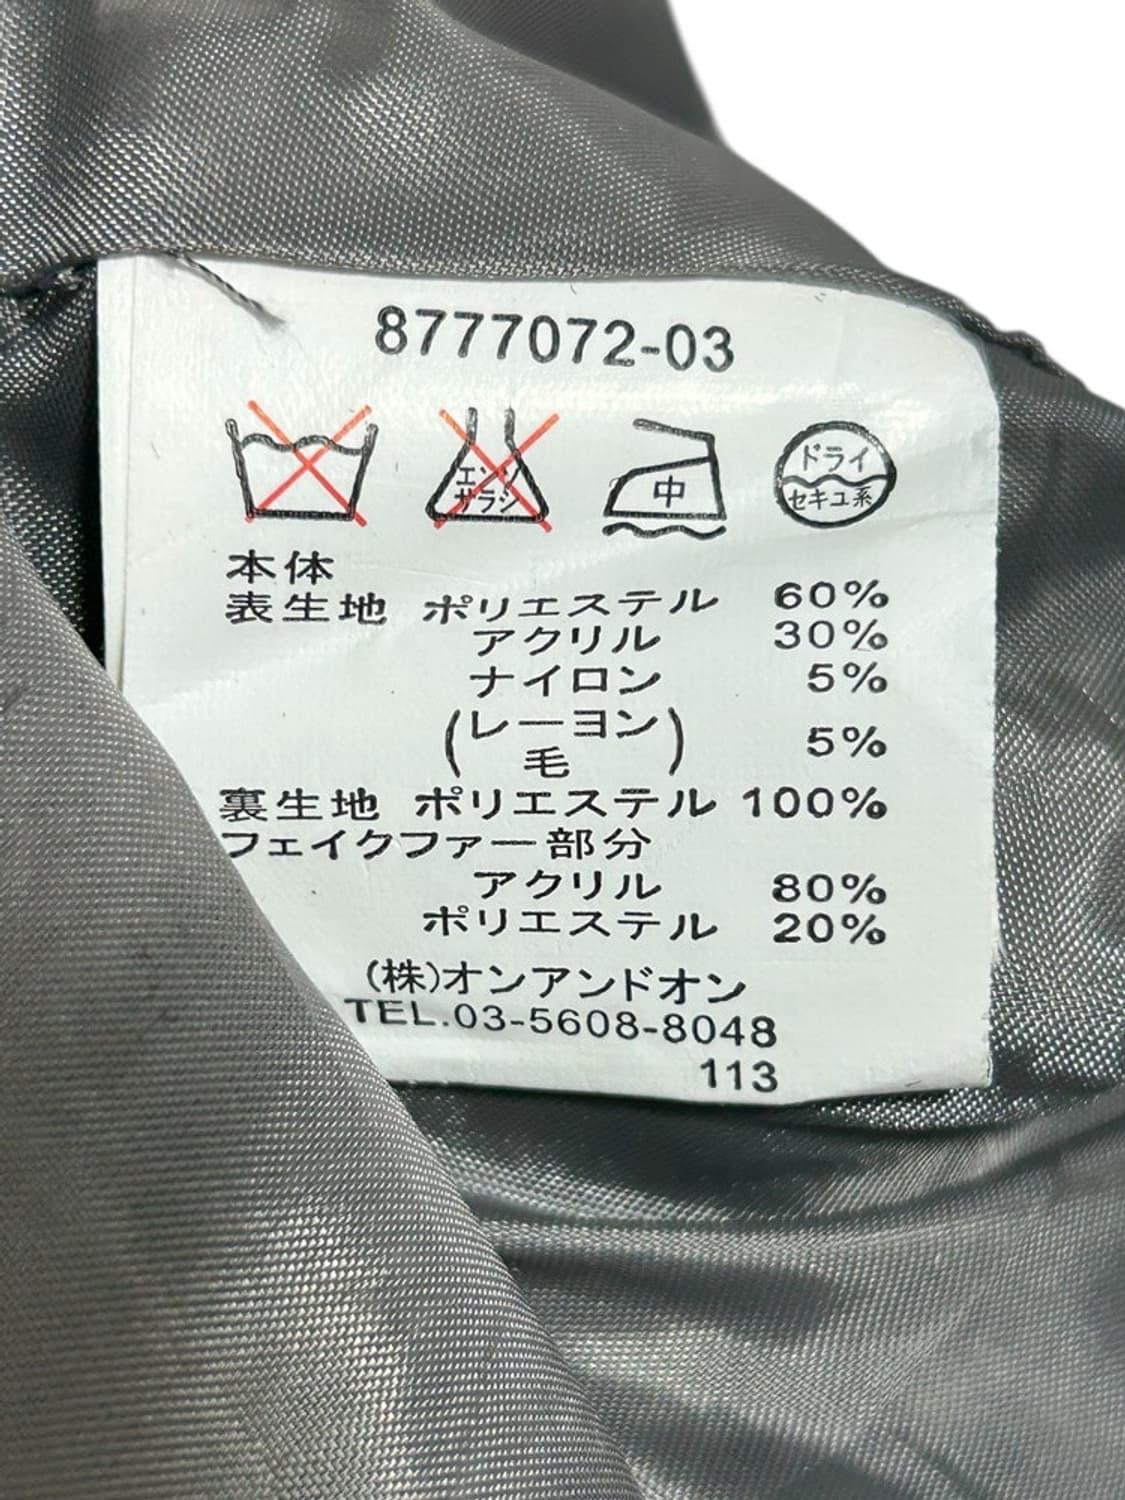 8777072-03
エンソ サラシ 中 ドライ セキユ系
本体
表生地 ポリエステル 60%
アクリル 30%
ナイロン 5%
(レーヨン
毛) 5%
裏生地 ポリエステル 100%
フェイクファー部分
アクリル 80%
ポリエステル 20%
(株)オンアンドオン
TEL.03-5608-8048
113